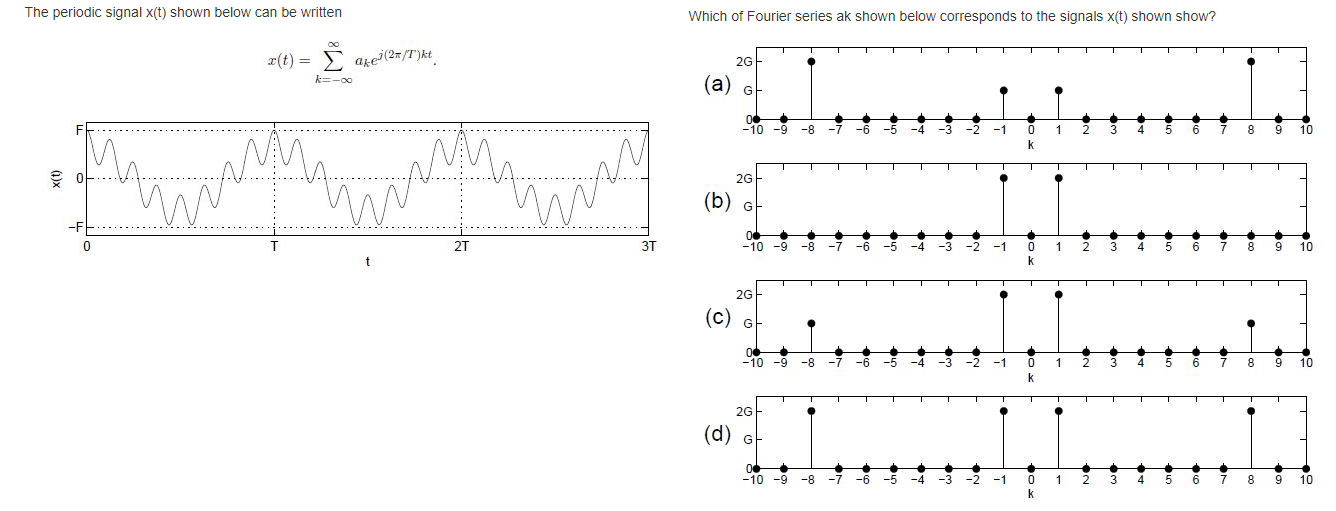 The periodic signal x(t) shown below can be written
x(t) = ∞ ∑ k=−∞ aₖe^{j(2π/T)kt}.
F
0
−F
x(t)
0 T 2T 3T
t
Which of Fourier series ak shown below corresponds to the signals x(t) shown show?
(a)
2G
G
0
−10 −9 −8 −7 −6 −5 −4 −3 −2 −1 0 1 2 3 4 5 6 7 8 9 10
k
(b)
2G
G
0
−10 −9 −8 −7 −6 −5 −4 −3 −2 −1 0 1 2 3 4 5 6 7 8 9 10
k
(c)
2G
G
0
−10 −9 −8 −7 −6 −5 −4 −3 −2 −1 0 1 2 3 4 5 6 7 8 9 10
k
(d)
2G
G
0
−10 −9 −8 −7 −6 −5 −4 −3 −2 −1 0 1 2 3 4 5 6 7 8 9 10
k